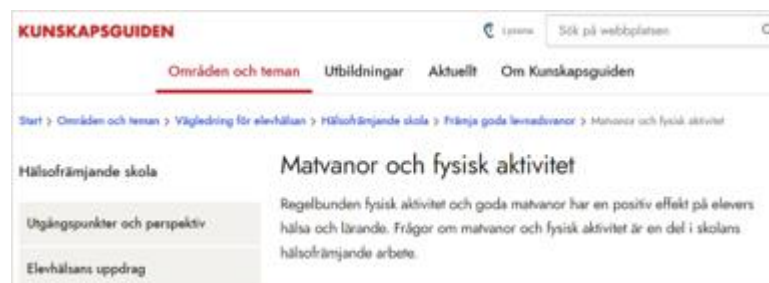 KUNSKAPSGUIDEN
Lyssna
Sök på webbplatsen
Områden och teman Utbildningar Aktuellt Om Kunskapsguiden
Start > Områden och teman > Vägledning för elevhälsan > Hälsofrämjande skola > Främja goda levnadsvanor > Matvanor och fysisk aktivitet
Hälsofrämjande skola
Utgångspunkter och perspektiv
Elevhälsans uppdrag
Matvanor och fysisk aktivitet
Regelbunden fysisk aktivitet och goda matvanor har en positiv effekt på elevers
hälsa och lärande. Frågor om matvanor och fysisk aktivitet är en del i skolans
hälsofrämjande arbete.